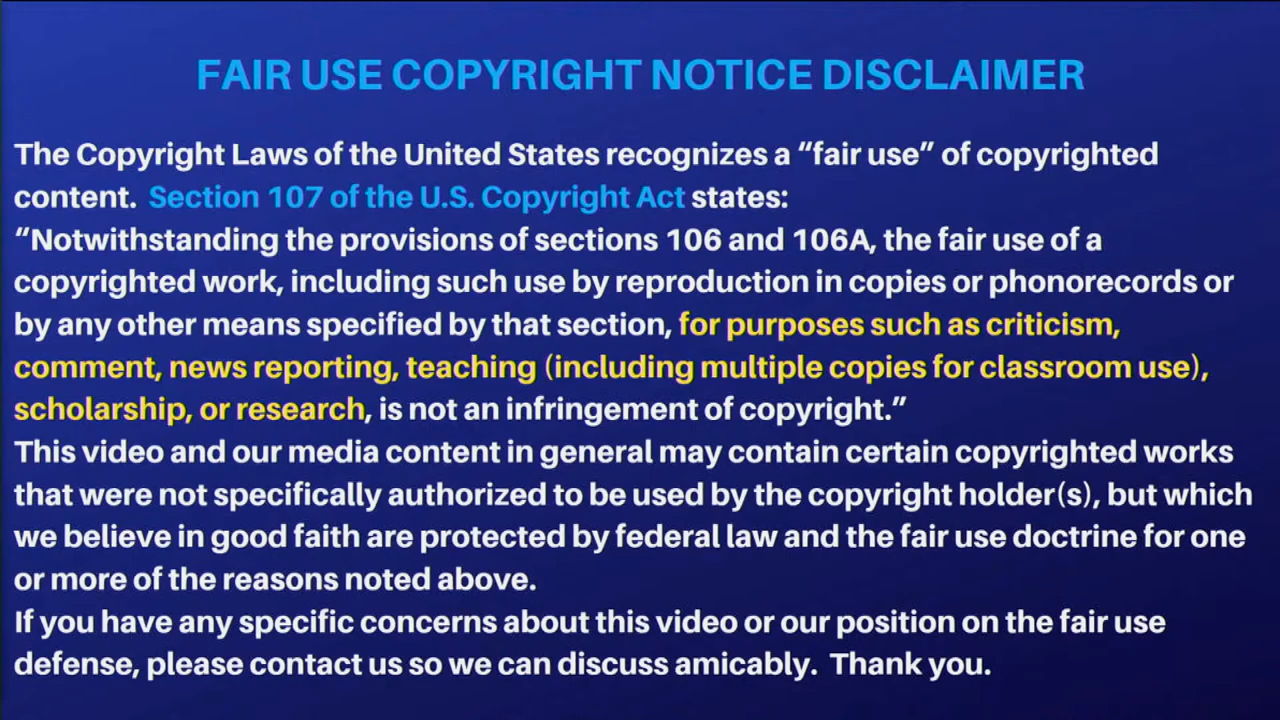 FAIR USE COPYRIGHT NOTICE DISCLAIMER
The Copyright Laws of the United States recognizes a “fair use” of copyrighted
content.  Section 107 of the U.S. Copyright Act states:
“Notwithstanding the provisions of sections 106 and 106A, the fair use of a
copyrighted work, including such use by reproduction in copies or phonorecords or
by any other means specified by that section, for purposes such as criticism,
comment, news reporting, teaching (including multiple copies for classroom use),
scholarship, or research, is not an infringement of copyright.”
This video and our media content in general may contain certain copyrighted works
that were not specifically authorized to be used by the copyright holder(s), but which
we believe in good faith are protected by federal law and the fair use doctrine for one
or more of the reasons noted above.
If you have any specific concerns about this video or our position on the fair use
defense, please contact us so we can discuss amicably.  Thank you.